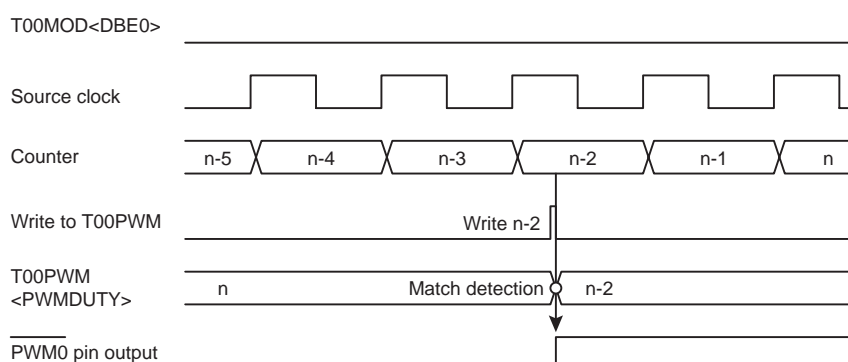 T00MOD<DBE0>
Source clock
Counter n-5 n-4 n-3 n-2 n-1 n
Write to T00PWM Write n-2
T00PWM
<PWMDUTY> n Match detection n-2
PWM0 pin output